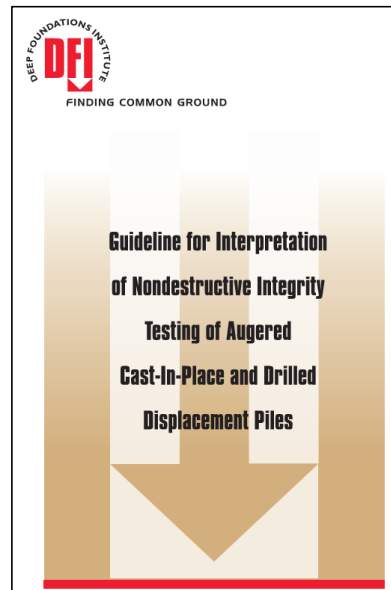 DEEP FOUNDATIONS INSTITUTE
DFI
FINDING COMMON GROUND
Guideline for Interpretation
of Nondestructive Integrity
Testing of Augered
Cast-In-Place and Drilled
Displacement Piles